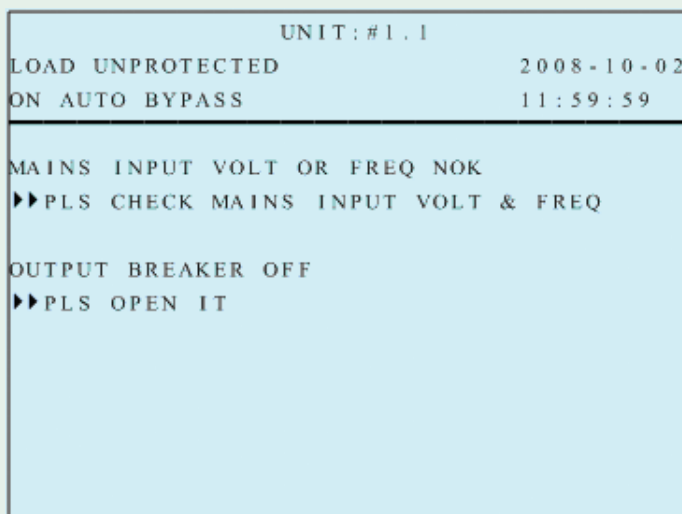 UNIT:#1.1
LOAD UNPROTECTED 2008-10-02
ON AUTO BYPASS 11:59:59
MAINS INPUT VOLT OR FREQ NOK
▶▶PLS CHECK MAINS INPUT VOLT & FREQ
OUTPUT BREAKER OFF
▶▶PLS OPEN IT